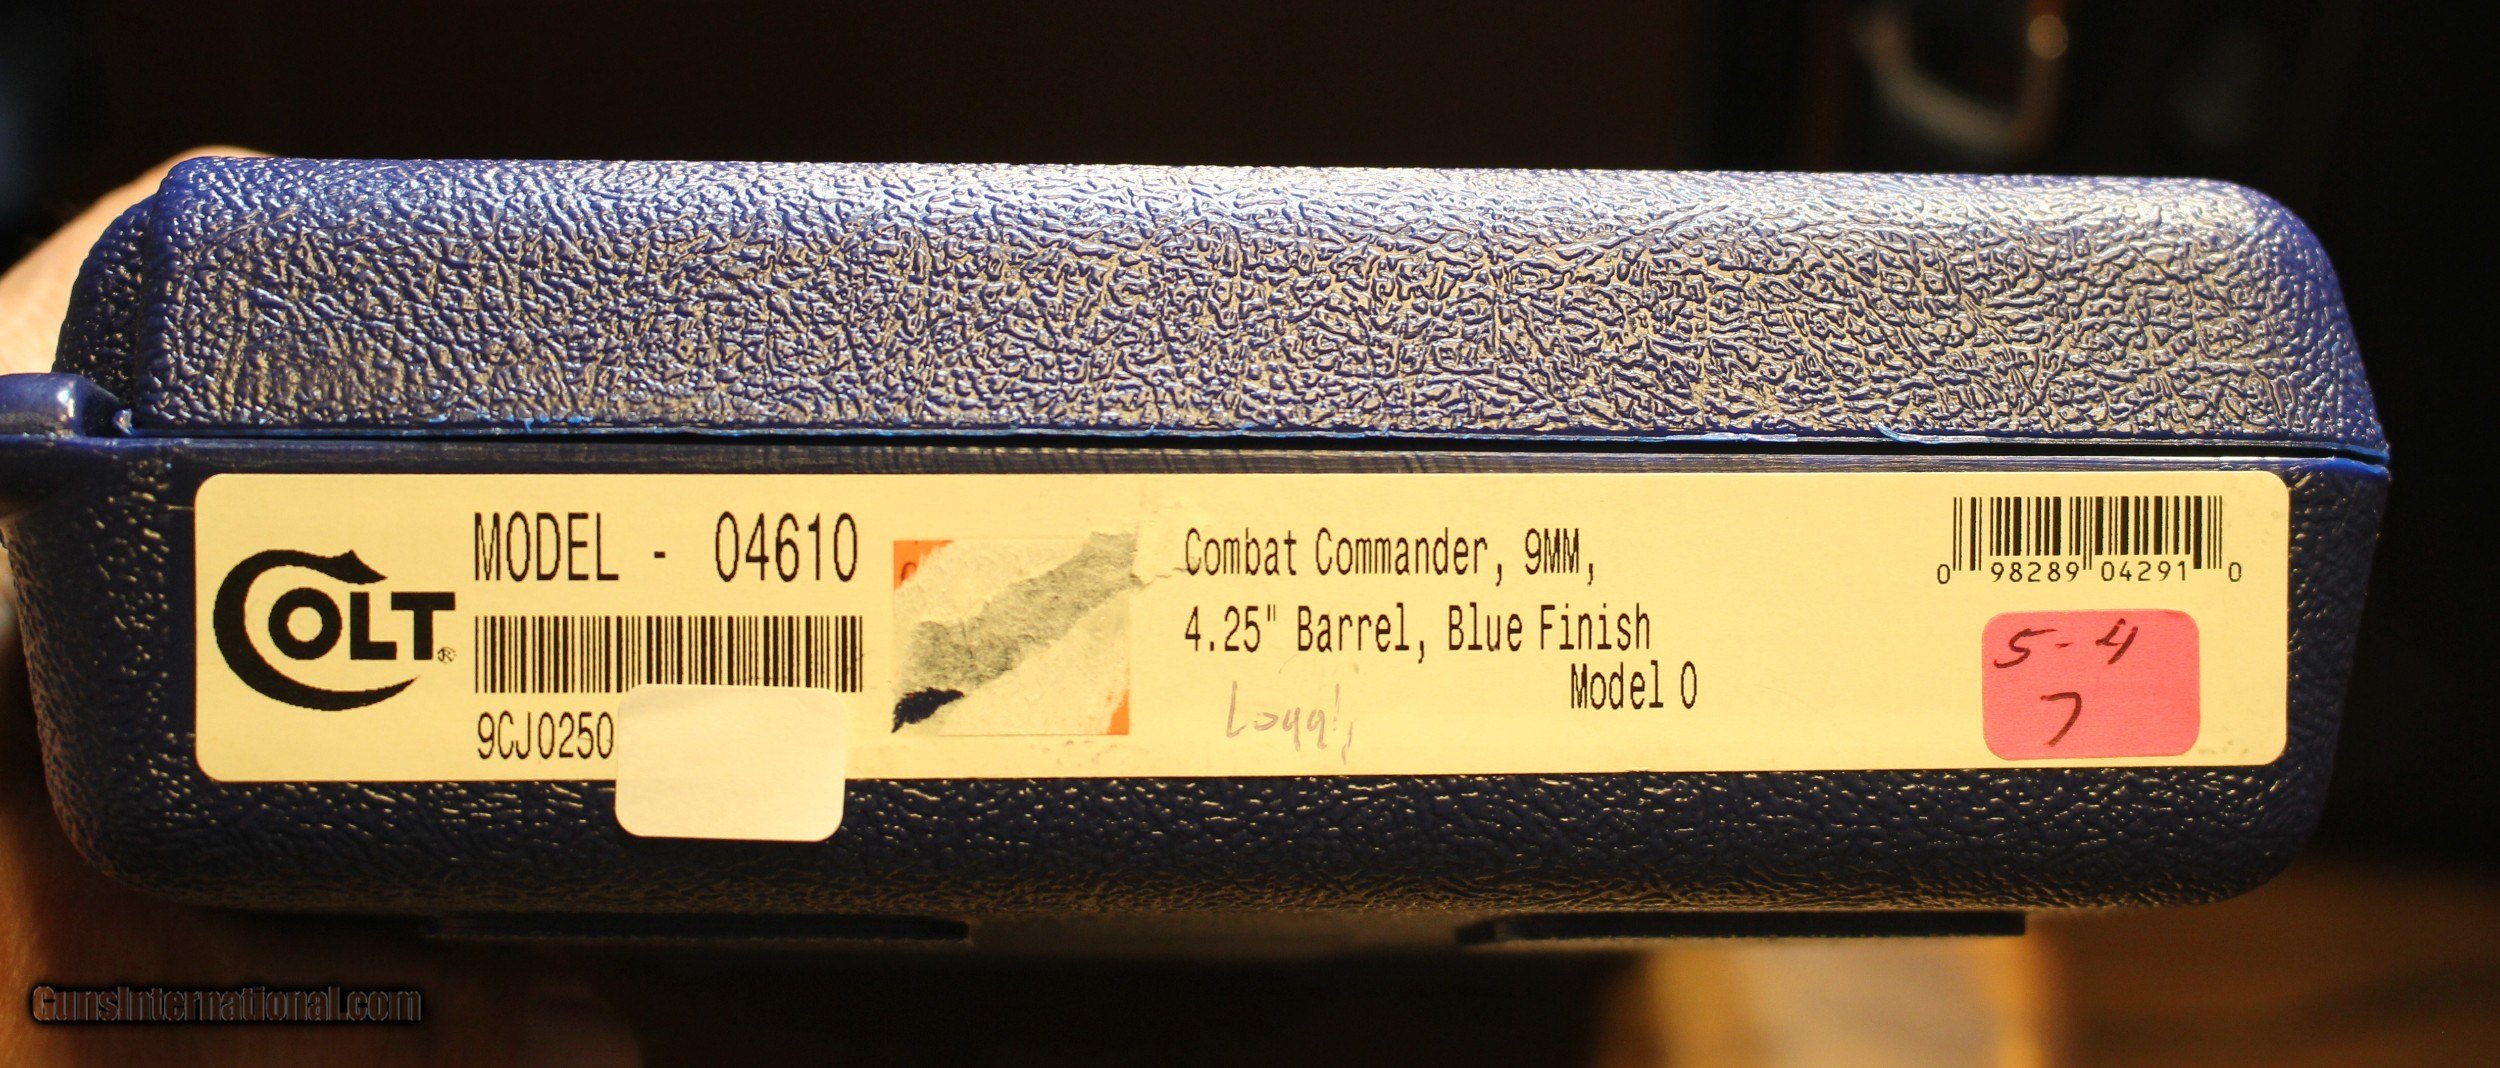 COLT®
MODEL - 04610
9CJ0250
Combat Commander, 9MM,
4.25" Barrel, Blue Finish
Model O
0 98289 04291 0
5-4
7
GunsInternational.com